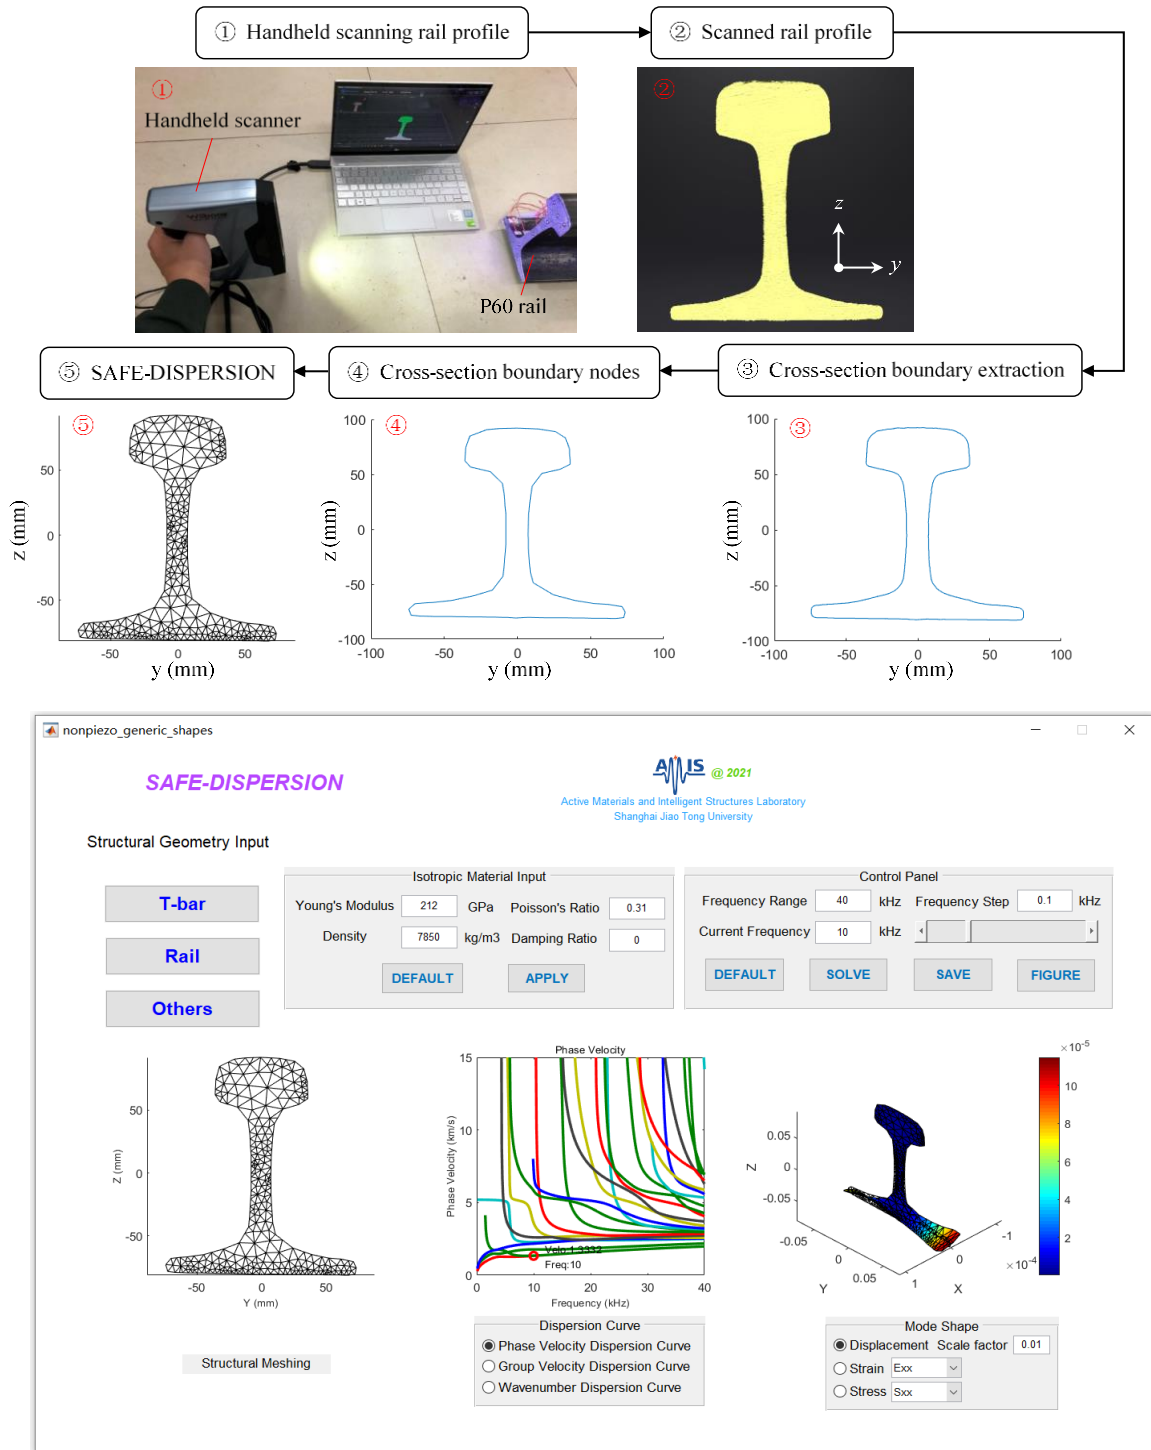 ① Handheld scanning rail profile
② Scanned rail profile
①
Handheld scanner
P60 rail
②
z
y
⑤ SAFE-DISPERSION
④ Cross-section boundary nodes
③ Cross-section boundary extraction
⑤
z (mm)
50
0
-50
-50
0
50
y (mm)
④
z (mm)
100
50
0
-50
-100
-100
-50
0
50
100
y (mm)
③
z (mm)
100
50
0
-50
-100
-100
-50
0
50
100
y (mm)
nonpiezo_generic_shapes
SAFE-DISPERSION
AMIS @ 2021
Active Materials and Intelligent Structures Laboratory
Shanghai Jiao Tong University
Structural Geometry Input
T-bar
Rail
Others
Isotropic Material Input
Young's Modulus 212 GPa Poisson's Ratio 0.31
Density 7850 kg/m3 Damping Ratio 0
DEFAULT APPLY
Control Panel
Frequency Range 40 kHz Frequency Step 0.1 kHz
Current Frequency 10 kHz
DEFAULT SOLVE SAVE FIGURE
Z (mm)
50
0
-50
-50
0
50
Y (mm)
Structural Meshing
Phase Velocity
Phase Velocity (km/s)
15
10
5
0
Velo:1.3332
Freq:10
0
10
20
30
40
Frequency (kHz)
Dispersion Curve
Phase Velocity Dispersion Curve
Group Velocity Dispersion Curve
Wavenumber Dispersion Curve
Z
0.05
0
-0.05
-0.05
0
0.05
Y
1
0
-1
×10-4
X
×10-5
10
8
6
4
2
Mode Shape
Displacement Scale factor 0.01
Strain Exx
Stress Sxx